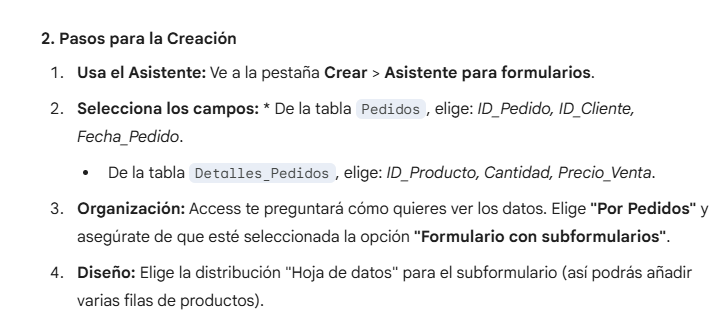 2. Pasos para la Creación
1. Usa el Asistente: Ve a la pestaña Crear > Asistente para formularios.
2. Selecciona los campos: * De la tabla Pedidos, elige: ID_Pedido, ID_Cliente,
Fecha_Pedido.
• De la tabla Detalles_Pedidos, elige: ID_Producto, Cantidad, Precio_Venta.
3. Organización: Access te preguntará cómo quieres ver los datos. Elige "Por Pedidos" y
asegúrate de que esté seleccionada la opción "Formulario con subformularios".
4. Diseño: Elige la distribución "Hoja de datos" para el subformulario (así podrás añadir
varias filas de productos).